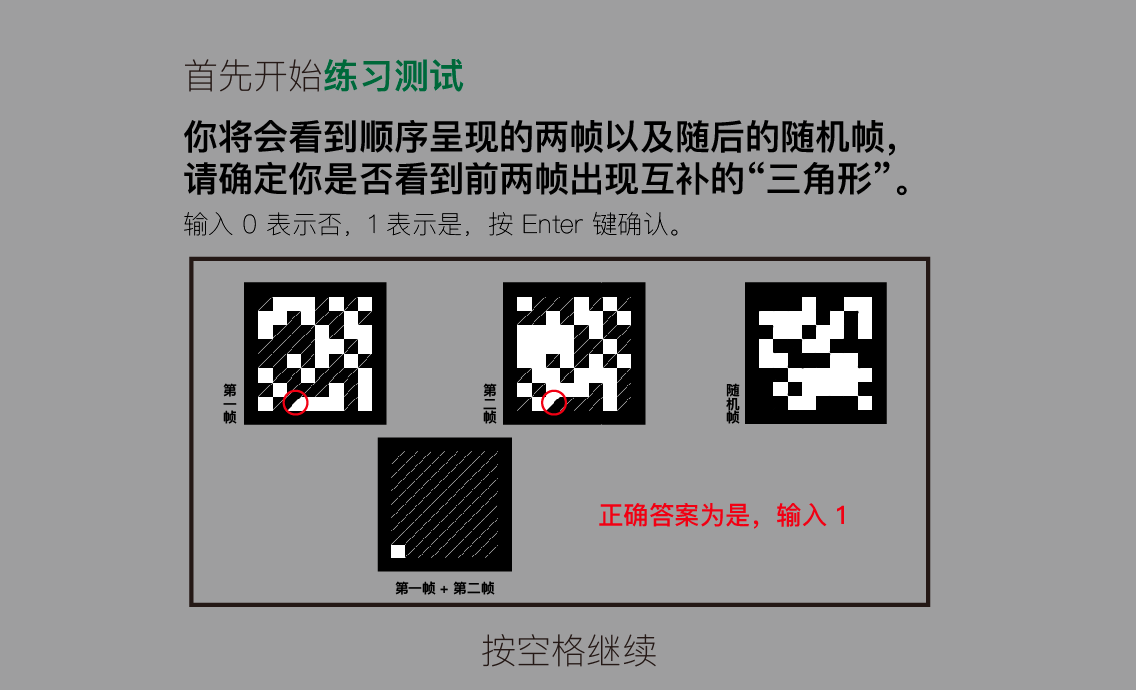 首先开始练习测试
你将会看到顺序呈现的两帧以及随后的随机帧，
请确定你是否看到前两帧出现互补的“三角形”。
输入 0 表示否，1 表示是，按 Enter 键确认。
第一帧
第二帧
随机帧
正确答案为是，输入 1
第一帧 + 第二帧
按空格继续